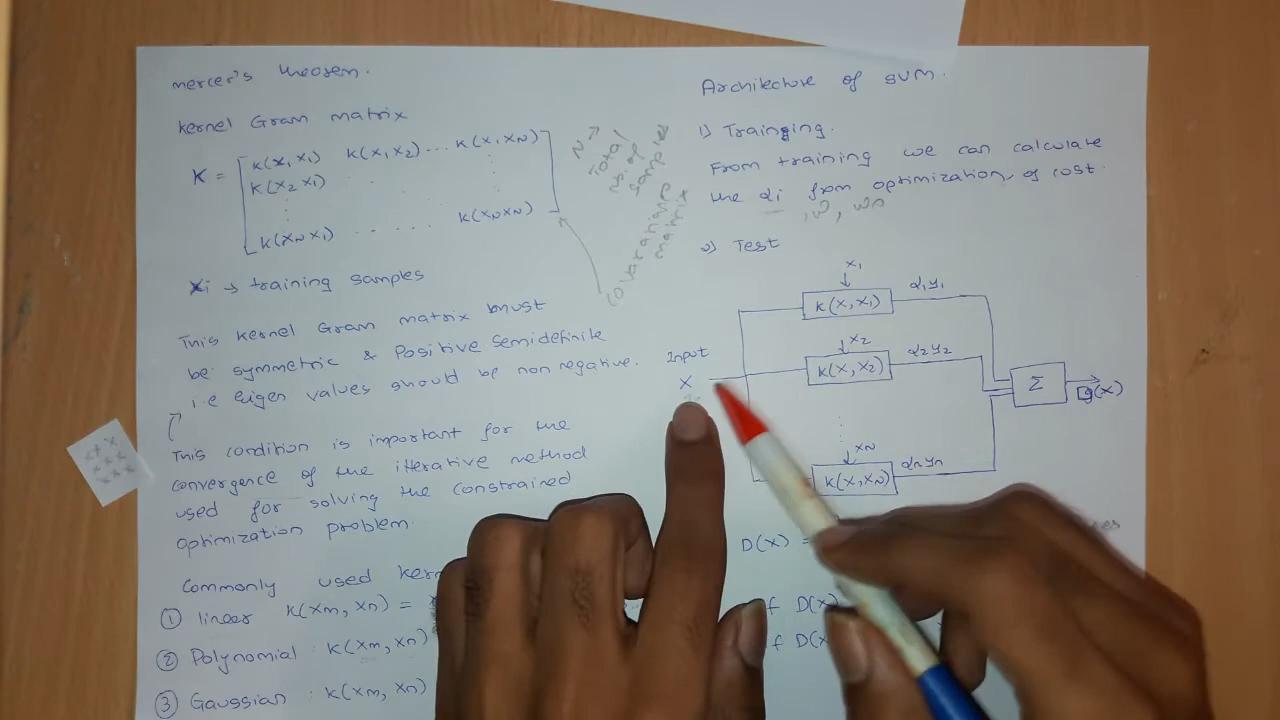 mercer's theorem.
Kernel Gram matrix
K = [ K(x1 x1) K(x1 x2) ... K(x1 xN)
K(x2 x1)
K(xN x1) ...... K(xN xN) ]
xi → training samples
This kernel Gram matrix must
be symmetric & Positive Semidefinite
i.e eigen values should be non negative.
This condition is important for the
convergence of the itterative method
used for solving the constrained
optimization problem.
Commonly used
① linear K(xm, xn) =
② Polynomial : K(xm, xn)
③ Gaussian : K(xm, xn)
N → Total no. of samples
covariance matrix
Architecture of SVM.
1) Training.
From training we can calculate
the αi from optimization of cost
, w, w0
2) Test
Input
x
x1
K(x, x1) α1y1
x2
K(x, x2) α2y2
xN
K(x, xN) αnyn
Σ
g(x)
D(x) =
f D(x)
f D(x